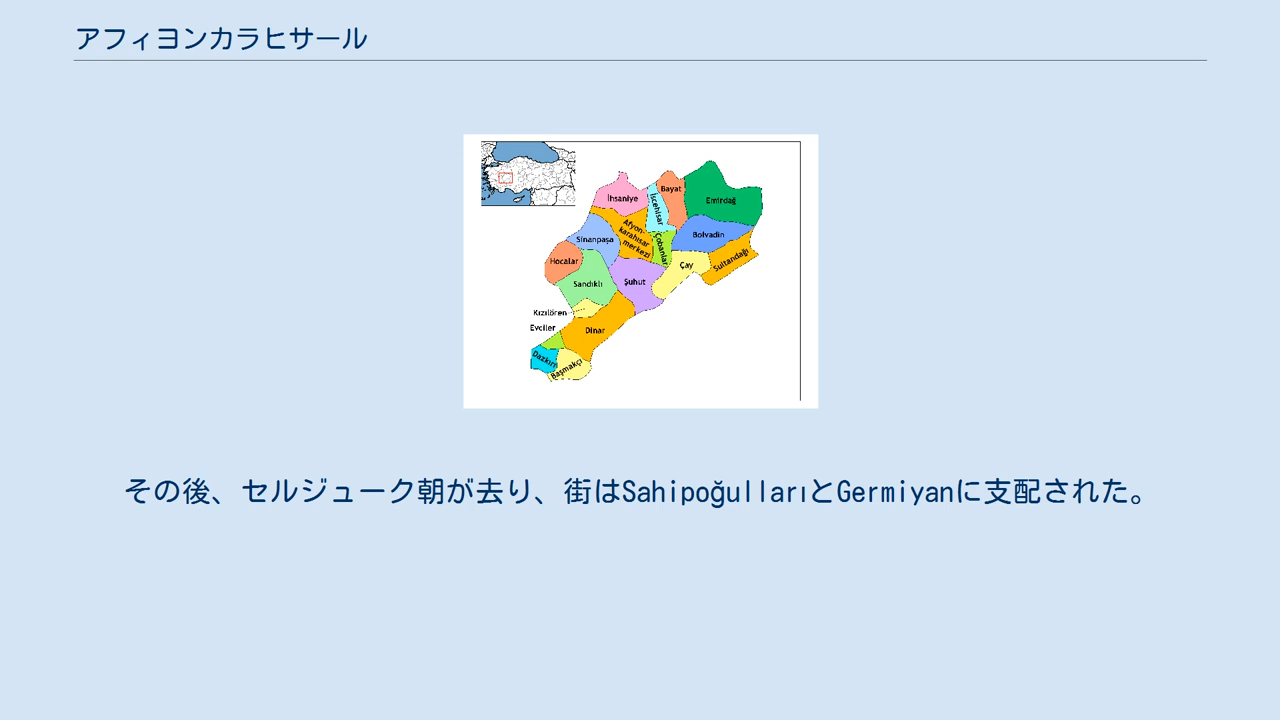 アフィヨンカラヒサール
İhsaniye
İscehisar
Bayat
Emirdağ
Afyon-
karahisar
merkezi
Sinanpaşa
Çobanlar
Bolvadin
Hocalar
Çay
Sultandağı
Sandıklı
Şuhut
Kızılören
Evciler
Dinar
Dazkırı
Başmakçı
その後、セルジューク朝が去り、街はSahipoğullarıとGermiyanに支配された。